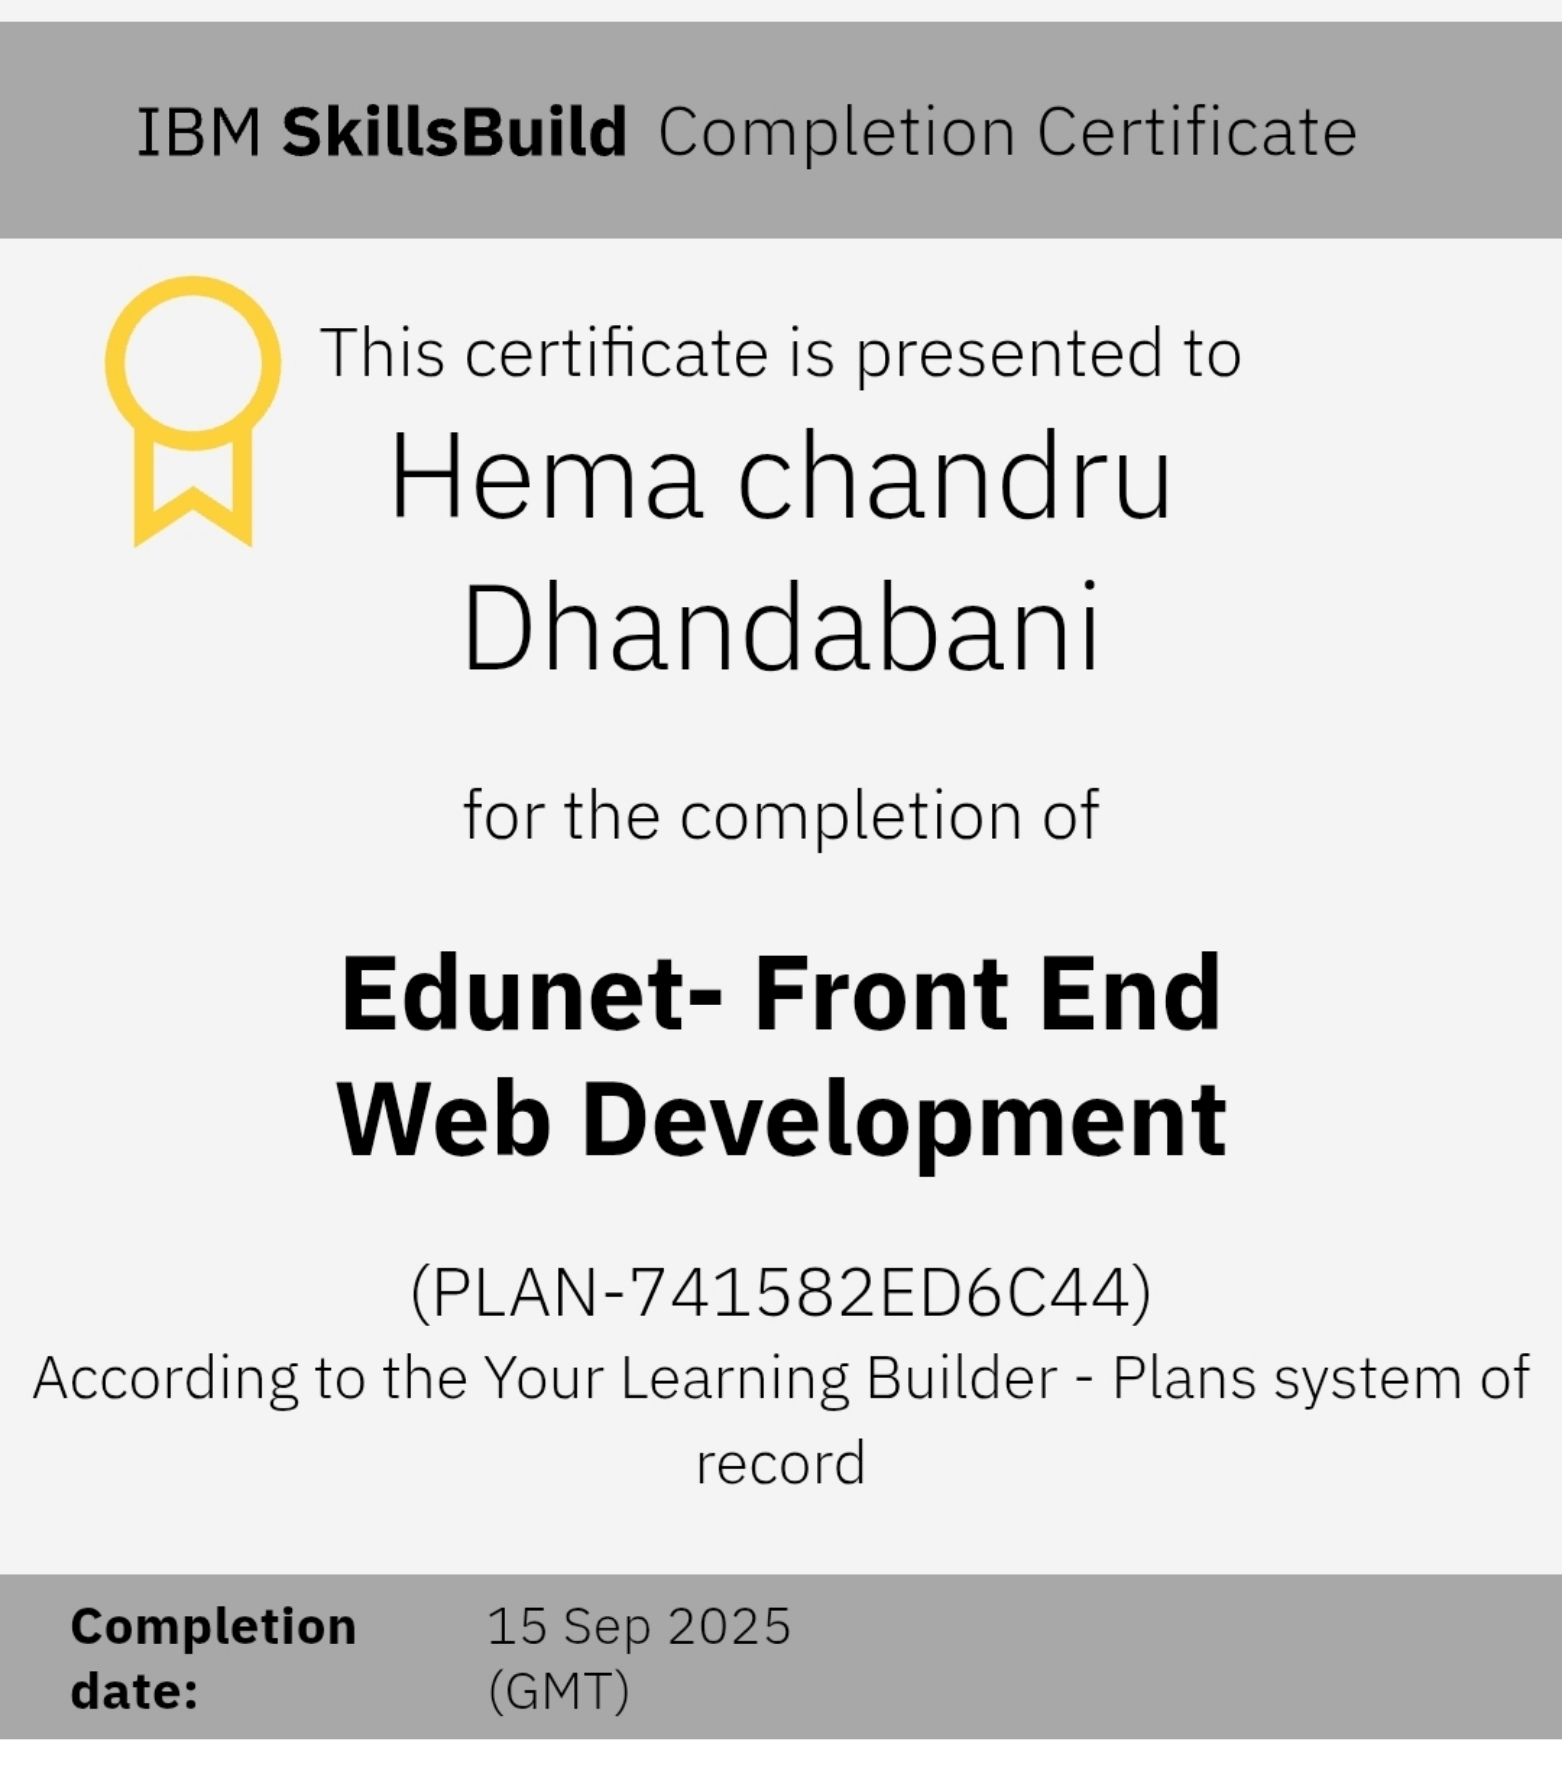 IBM SkillsBuild Completion Certificate
This certificate is presented to
Hema chandru
Dhandabani
for the completion of
Edunet- Front End
Web Development
(PLAN-741582ED6C44)
According to the Your Learning Builder - Plans system of
record
Completion
date:
15 Sep 2025
(GMT)